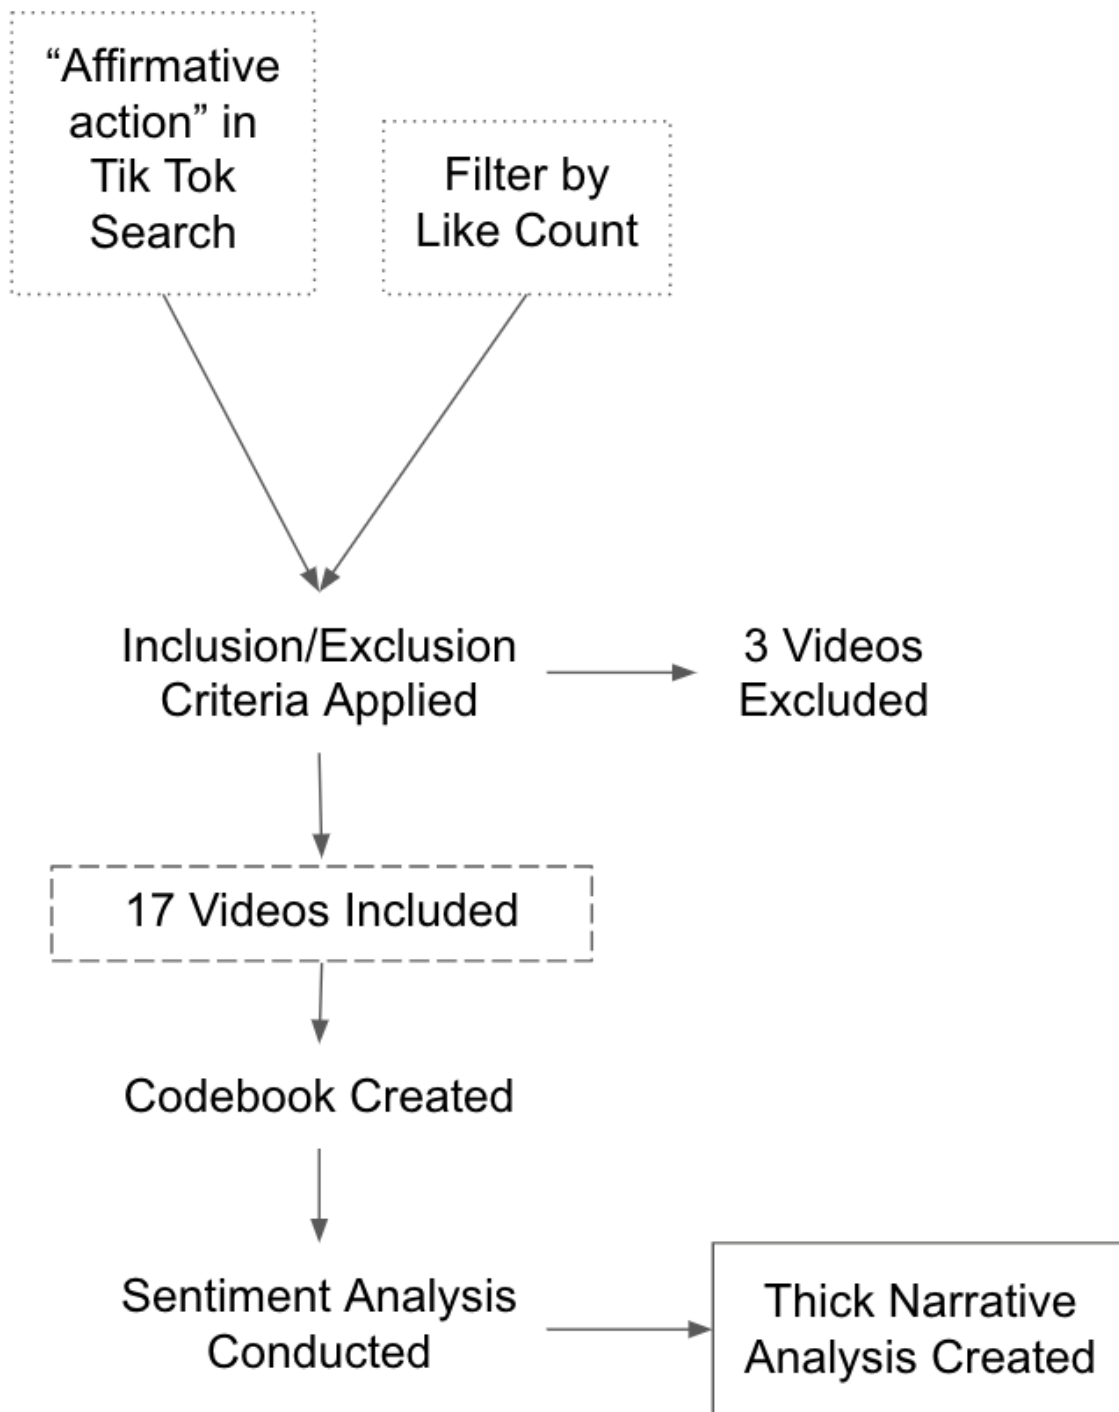 “Affirmative
action” in
Tik Tok
Search
Filter by
Like Count
Inclusion/Exclusion
Criteria Applied
3 Videos
Excluded
17 Videos Included
Codebook Created
Sentiment Analysis
Conducted
Thick Narrative
Analysis Created